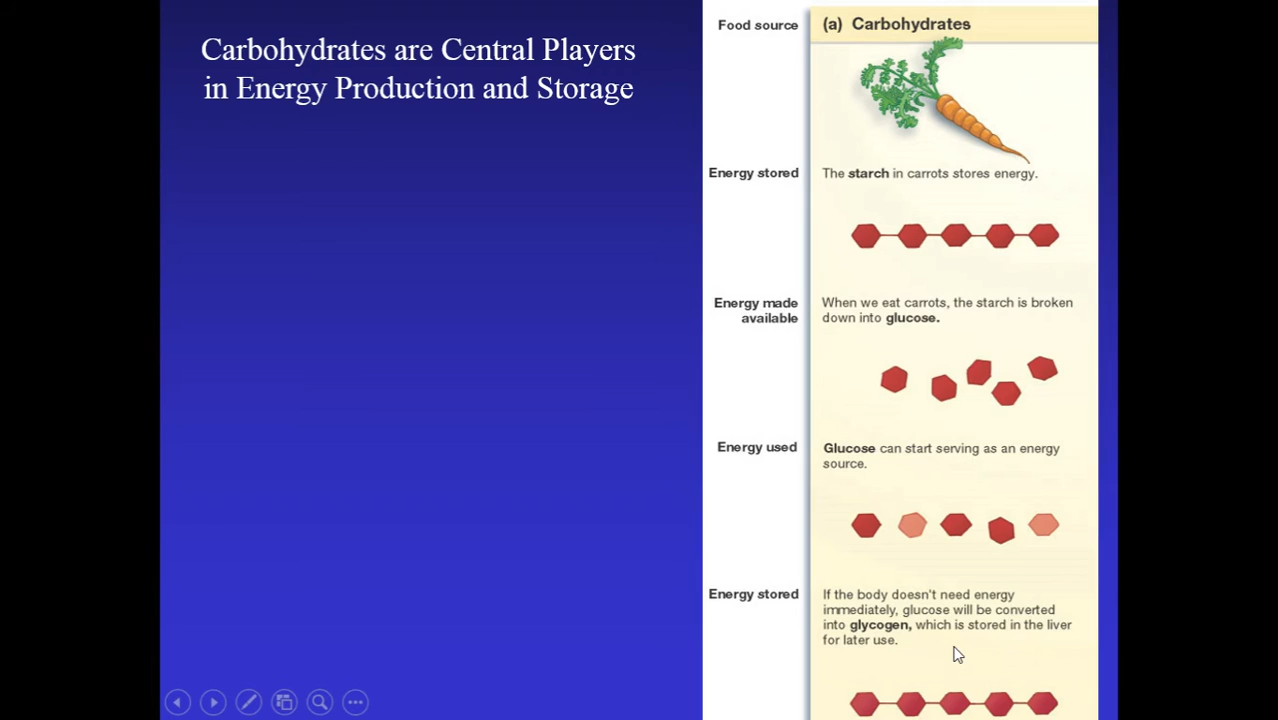 Carbohydrates are Central Players
in Energy Production and Storage
Food source
(a) Carbohydrates
Energy stored
The starch in carrots stores energy.
Energy made
available
When we eat carrots, the starch is broken
down into glucose.
Energy used
Glucose can start serving as an energy
source.
Energy stored
If the body doesn't need energy
immediately, glucose will be converted
into glycogen, which is stored in the liver
for later use.